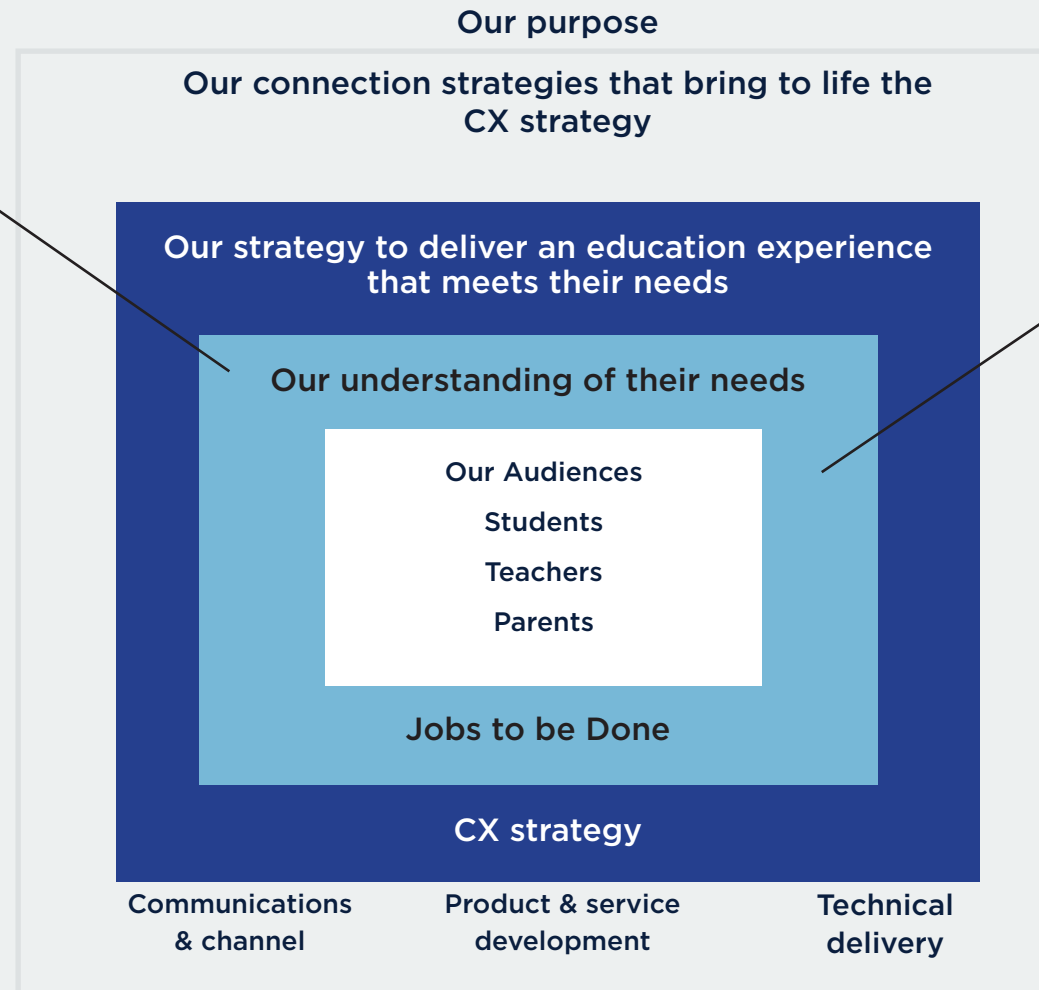 Our purpose
Our connection strategies that bring to life the
CX strategy
Our strategy to deliver an education experience
that meets their needs
Our understanding of their needs
Our Audiences
Students
Teachers
Parents
Jobs to be Done
CX strategy
Communications
& channel
Product & service
development
Technical
delivery